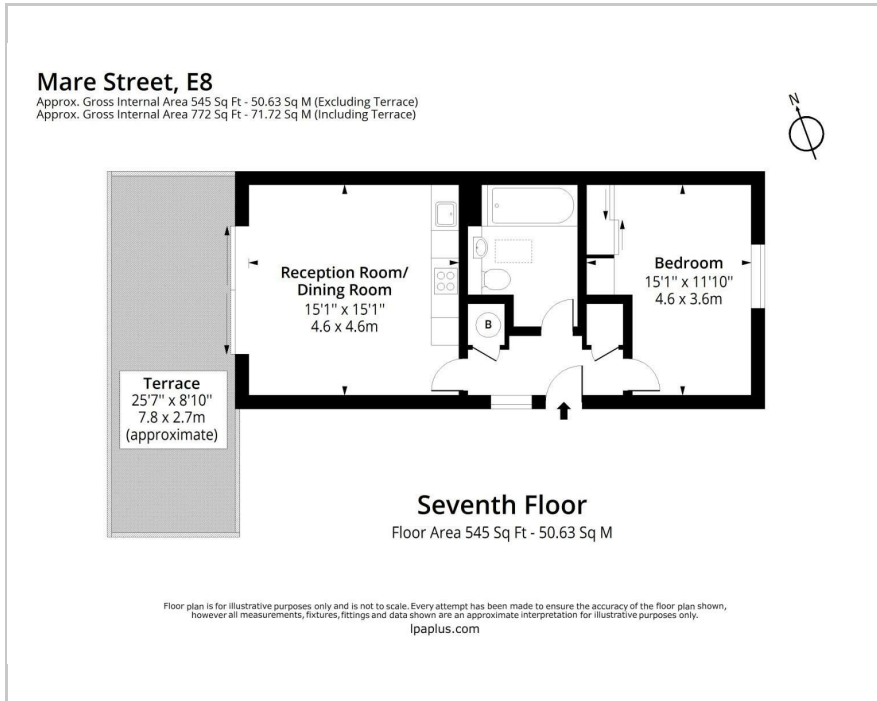 Mare Street, E8
Approx. Gross Internal Area 545 Sq Ft - 50.63 Sq M (Excluding Terrace)
Approx. Gross Internal Area 772 Sq Ft - 71.72 Sq M (Including Terrace)
N
Reception Room/
Dining Room
15'1" x 15'1"
4.6 x 4.6m
B
Bedroom
15'1" x 11'10"
4.6 x 3.6m
Terrace
25'7" x 8'10"
7.8 x 2.7m
(approximate)
Seventh Floor
Floor Area 545 Sq Ft - 50.63 Sq M
Floor plan is for illustrative purposes only and is not to scale. Every attempt has been made to ensure the accuracy of the floor plan shown,
however all measurements, fixtures, fittings and data shown are an approximate interpretation for illustrative purposes only.
lpaplus.com